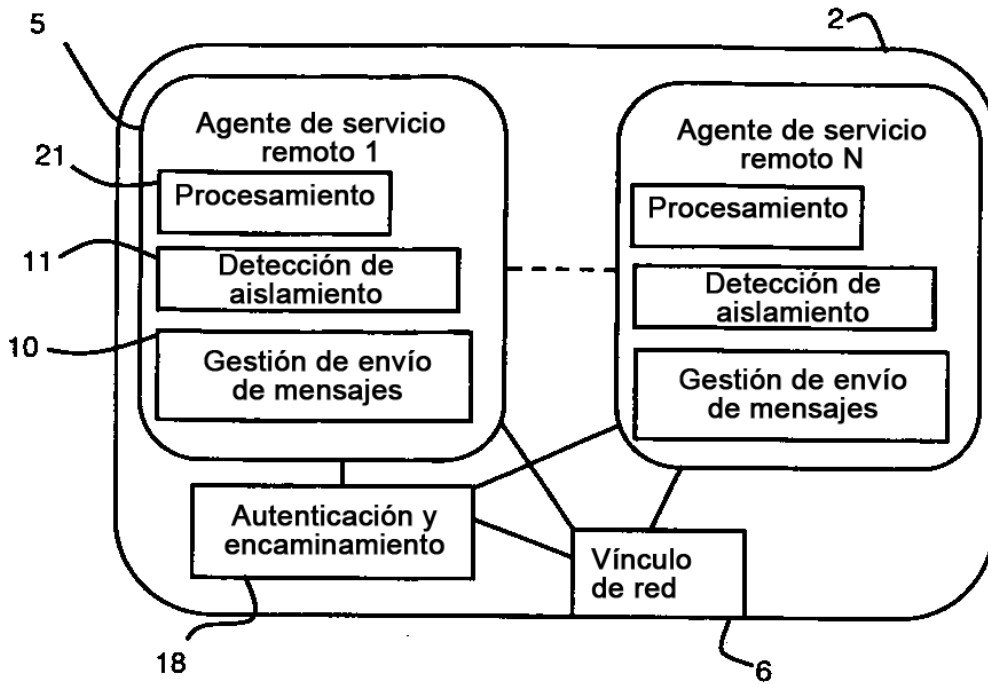 5
2
Agente de servicio
remoto 1
21
Procesamiento
11
Detección de
aislamiento
10
Gestión de envío
de mensajes
Agente de servicio
remoto N
Procesamiento
Detección de
aislamiento
Gestión de envío
de mensajes
Autenticación y
encaminamiento
Vínculo
de red
18
6